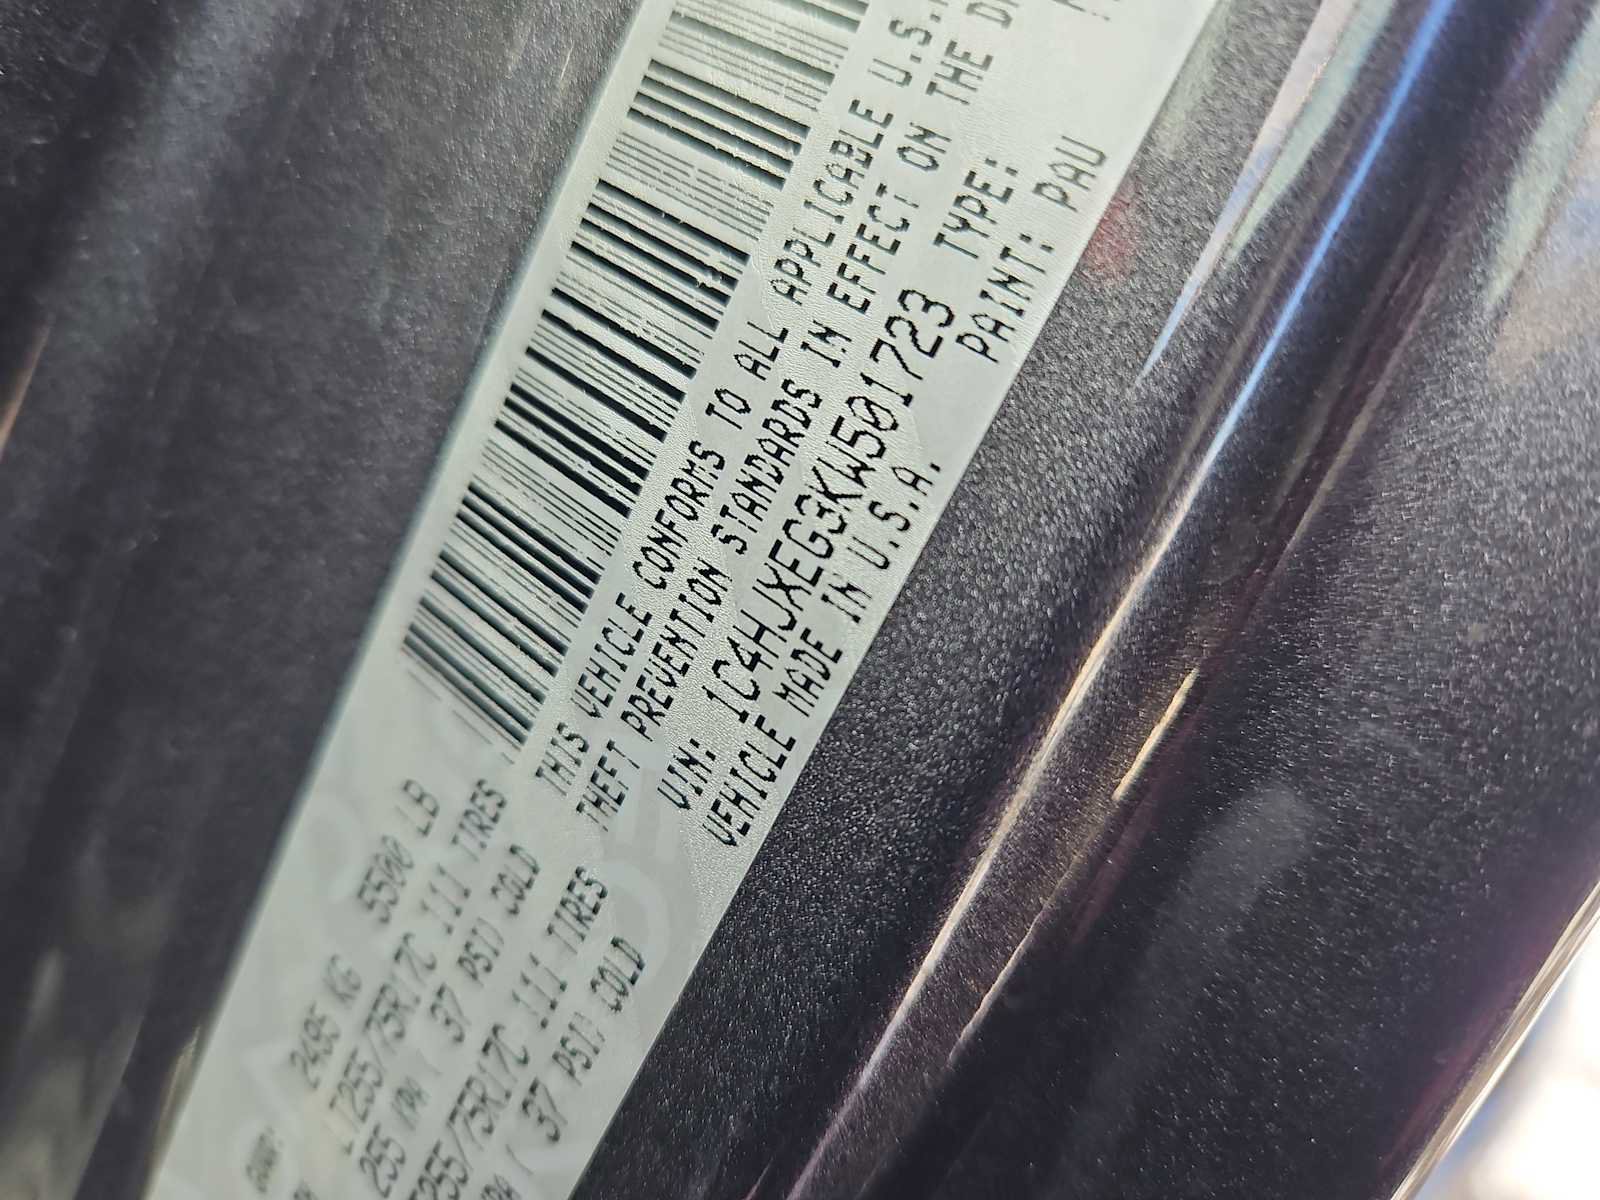 2495 KG 5500 LB
LT255/75R17C 111 TIRES
255 KPA ( 37 PSI) COLD
255/75R17C 111 TIRES
( 37 PSI) COLD
THIS VEHICLE CONFORMS TO ALL APPLICABLE U.S.
THEFT PREVENTION STANDARDS IN EFFECT ON THE
VIN: 1C4HJXEG3KW501723 TYPE:
VEHICLE MADE IN U.S.A. PAINT: PAU